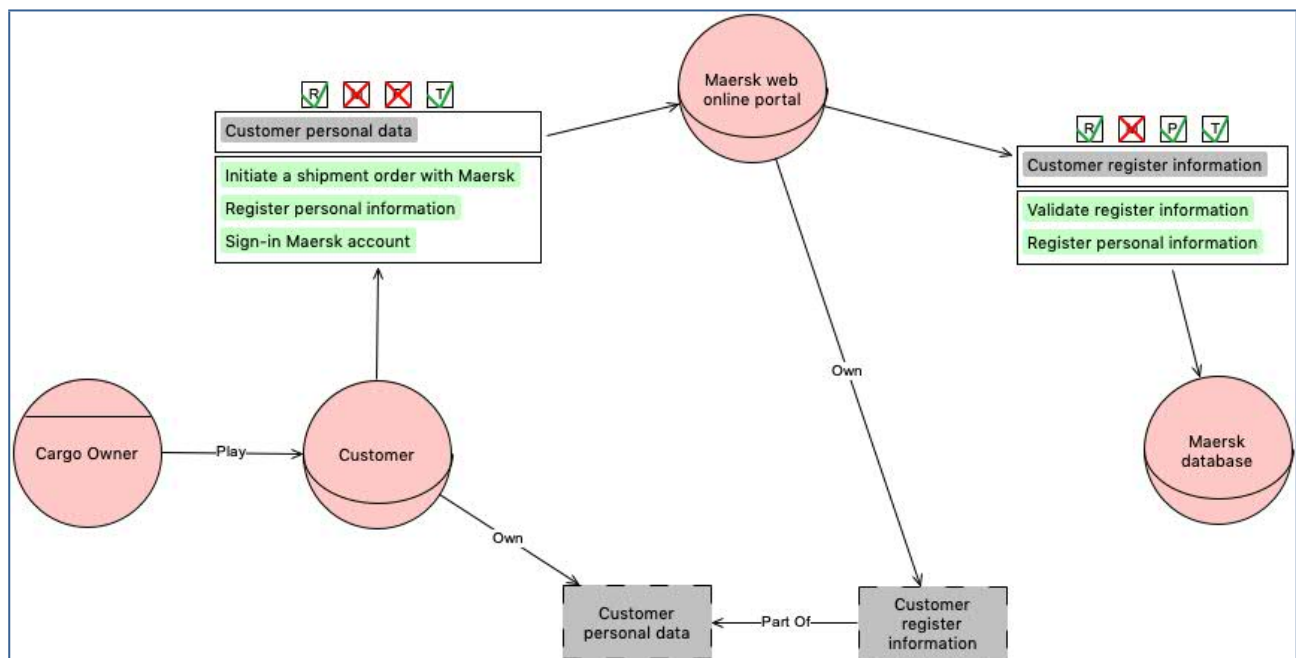 Maersk web
online portal
R M P T
Customer personal data
Initiate a shipment order with Maersk
Register personal information
Sign-in Maersk account
R M P T
Customer register information
Validate register information
Register personal information
Own
Cargo Owner
Play
Customer
Maersk
database
Own
Customer
personal data
Part Of
Customer
register
information